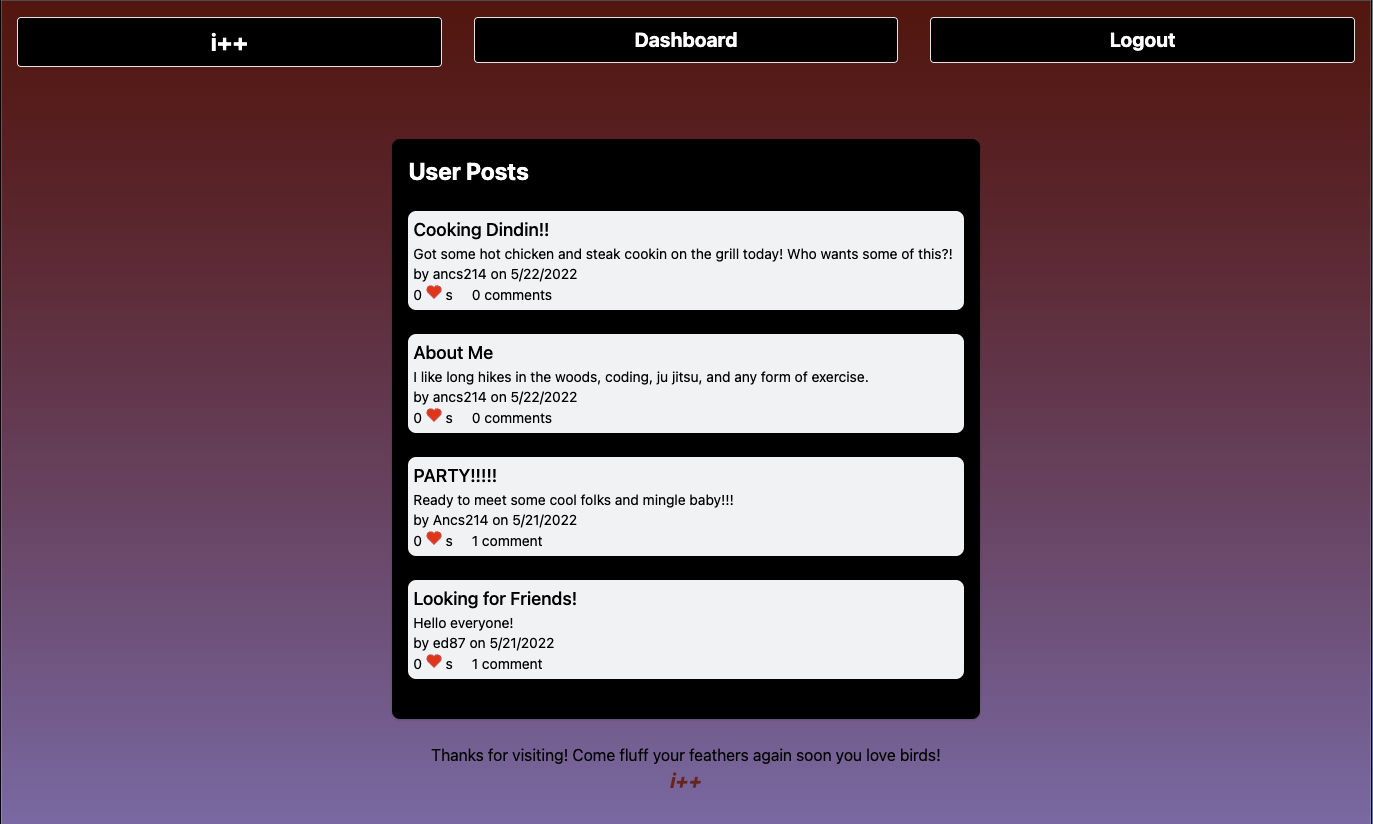 i++
Dashboard
Logout
User Posts
Cooking Dindin!!
Got some hot chicken and steak cookin on the grill today! Who wants some of this?!
by ancs214 on 5/22/2022
0 ❤️ s 0 comments
About Me
I like long hikes in the woods, coding, ju jitsu, and any form of exercise.
by ancs214 on 5/22/2022
0 ❤️ s 0 comments
PARTY!!!!!
Ready to meet some cool folks and mingle baby!!!
by Ancs214 on 5/21/2022
0 ❤️ s 1 comment
Looking for Friends!
Hello everyone!
by ed87 on 5/21/2022
0 ❤️ s 1 comment
Thanks for visiting! Come fluff your feathers again soon you love birds!
i++